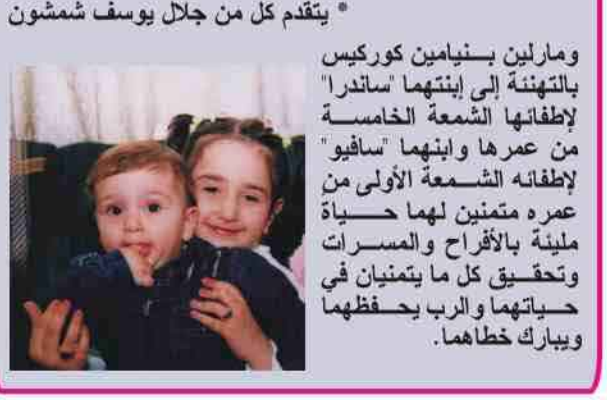 * يتقدم كل من جلال يوسف شمشون
ومارلين بنيامين كوركيس
بالتهنئة إلى إبنتهما "ساندرا"
لإطفائها الشمعة الخامسة
من عمرها وابنهما "سافيو"
لإطفائه الشمعة الأولى من
عمره متمنين لهما حياةً
مليئة بالأفراح والمسرات
وتحقيق كل ما يتمنيان في
حياتهما والرب يحفظهما
ويبارك خطاهما.